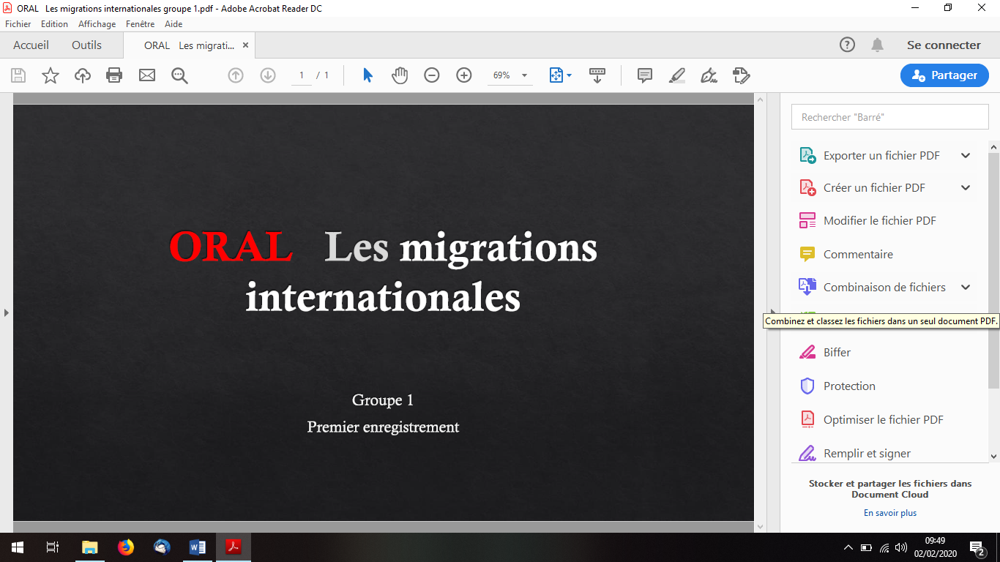 ORAL   Les migrations internationales groupe 1.pdf - Adobe Acrobat Reader DC
Fichier Edition Affichage Fenêtre Aide
Accueil Outils ORAL   Les migrati... × Se connecter
1 / 1 69% Partager
ORAL   Les migrations
internationales
Groupe 1
Premier enregistrement
Rechercher "Barré"
Exporter un fichier PDF
Créer un fichier PDF
Modifier le fichier PDF
Commentaire
Combinaison de fichiers
Combinez et classez les fichiers dans un seul document PDF.
Biffer
Protection
Optimiser le fichier PDF
Remplir et signer
Stocker et partager les fichiers dans
Document Cloud
En savoir plus
09:49
02/02/2020
2